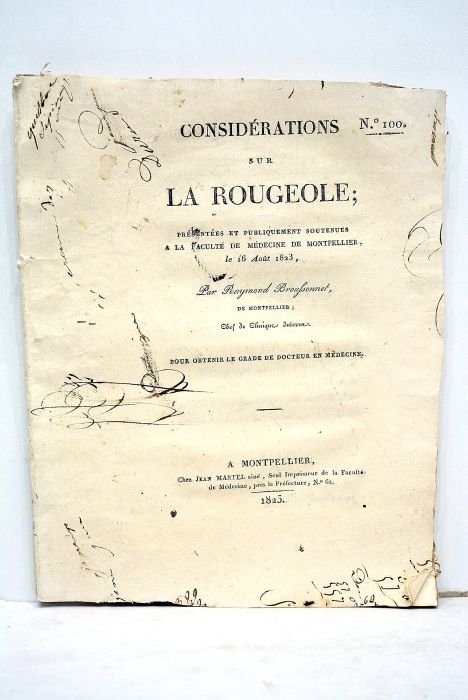 CONSIDÉRATIONS N.º 100.
SUR
LA ROUGEOLE;
PRÉSENTÉES ET PUBLIQUEMENT SOUTENUES
A LA FACULTÉ DE MÉDECINE DE MONTPELLIER,
le 16 Août 1823,
Par Raymond Broussonnet,
DE MONTPELLIER;
Chef de Clinique interne.
POUR OBTENIR LE GRADE DE DOCTEUR EN MÉDECINE.
A MONTPELLIER,
Chez JEAN MARTEL aîné, Seul Imprimeur de la Faculté
de Médecine, près la Préfecture, N.º 62.
1823.